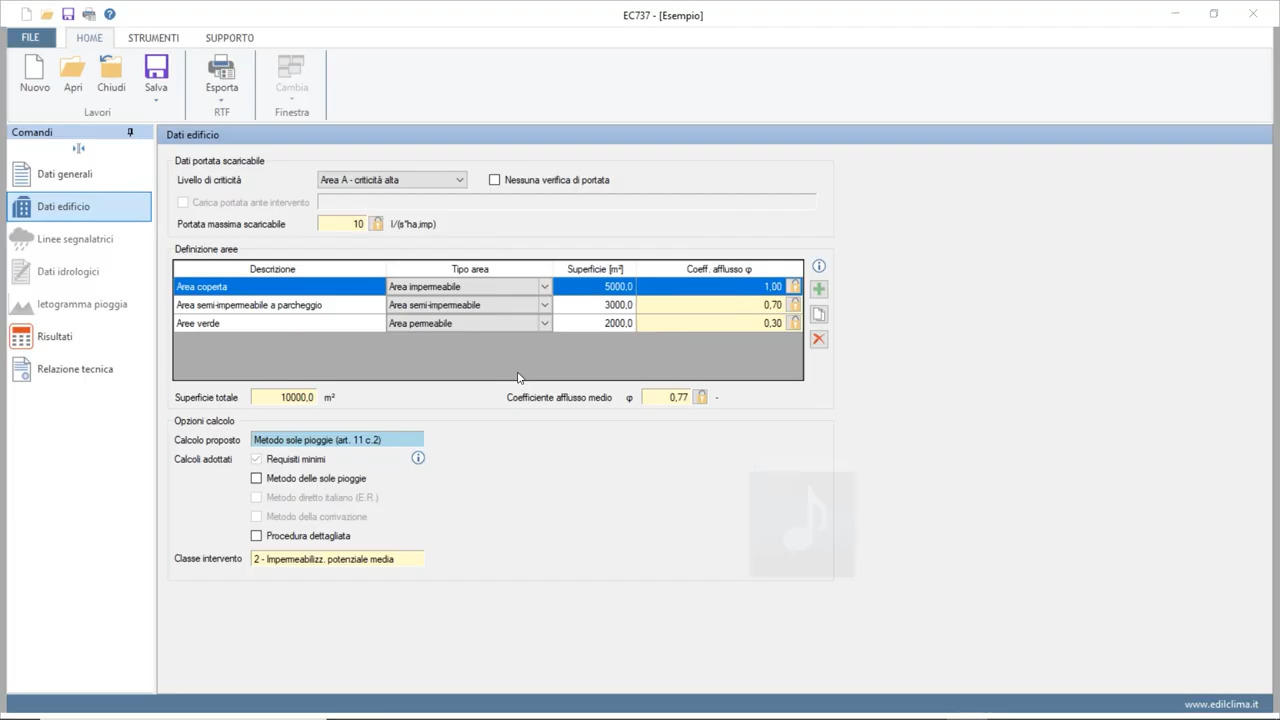 EC737 - [Esempio]
FILE
HOME
STRUMENTI
SUPPORTO
Nuovo
Apri
Chiudi
Salva
Esporta
Cambia
Lavori
RTF
Finestra
Comandi
Dati generali
Dati edificio
Linee segnalatrici
Dati idrologici
Ietogramma pioggia
Risultati
Relazione tecnica
Dati edificio
Dati portata scaricabile
Livello di criticità
Area A - criticità alta
Nessuna verifica di portata
Carica portata ante intervento
Portata massima scaricabile
10
l/(s*ha,imp)
Definizione aree
Descrizione Tipo area Superficie [m²] Coeff. afflusso φ
Area coperta Area impermeabile 5000,0 1,00
Area semi-impermeabile a parcheggio Area semi-impermeabile 3000,0 0,70
Aree verde Area permeabile 2000,0 0,30
Superficie totale 10000,0 m² Coefficiente afflusso medio φ 0,77 -
Opzioni calcolo
Calcolo proposto Metodo sole pioggie (art. 11 c.2)
Calcoli adottati Requisiti minimi
Metodo delle sole pioggie
Metodo diretto italiano (E.R.)
Metodo della corrivazione
Procedura dettagliata
Classe intervento 2 - Impermeabilizz. potenziale media
www.edilclima.it